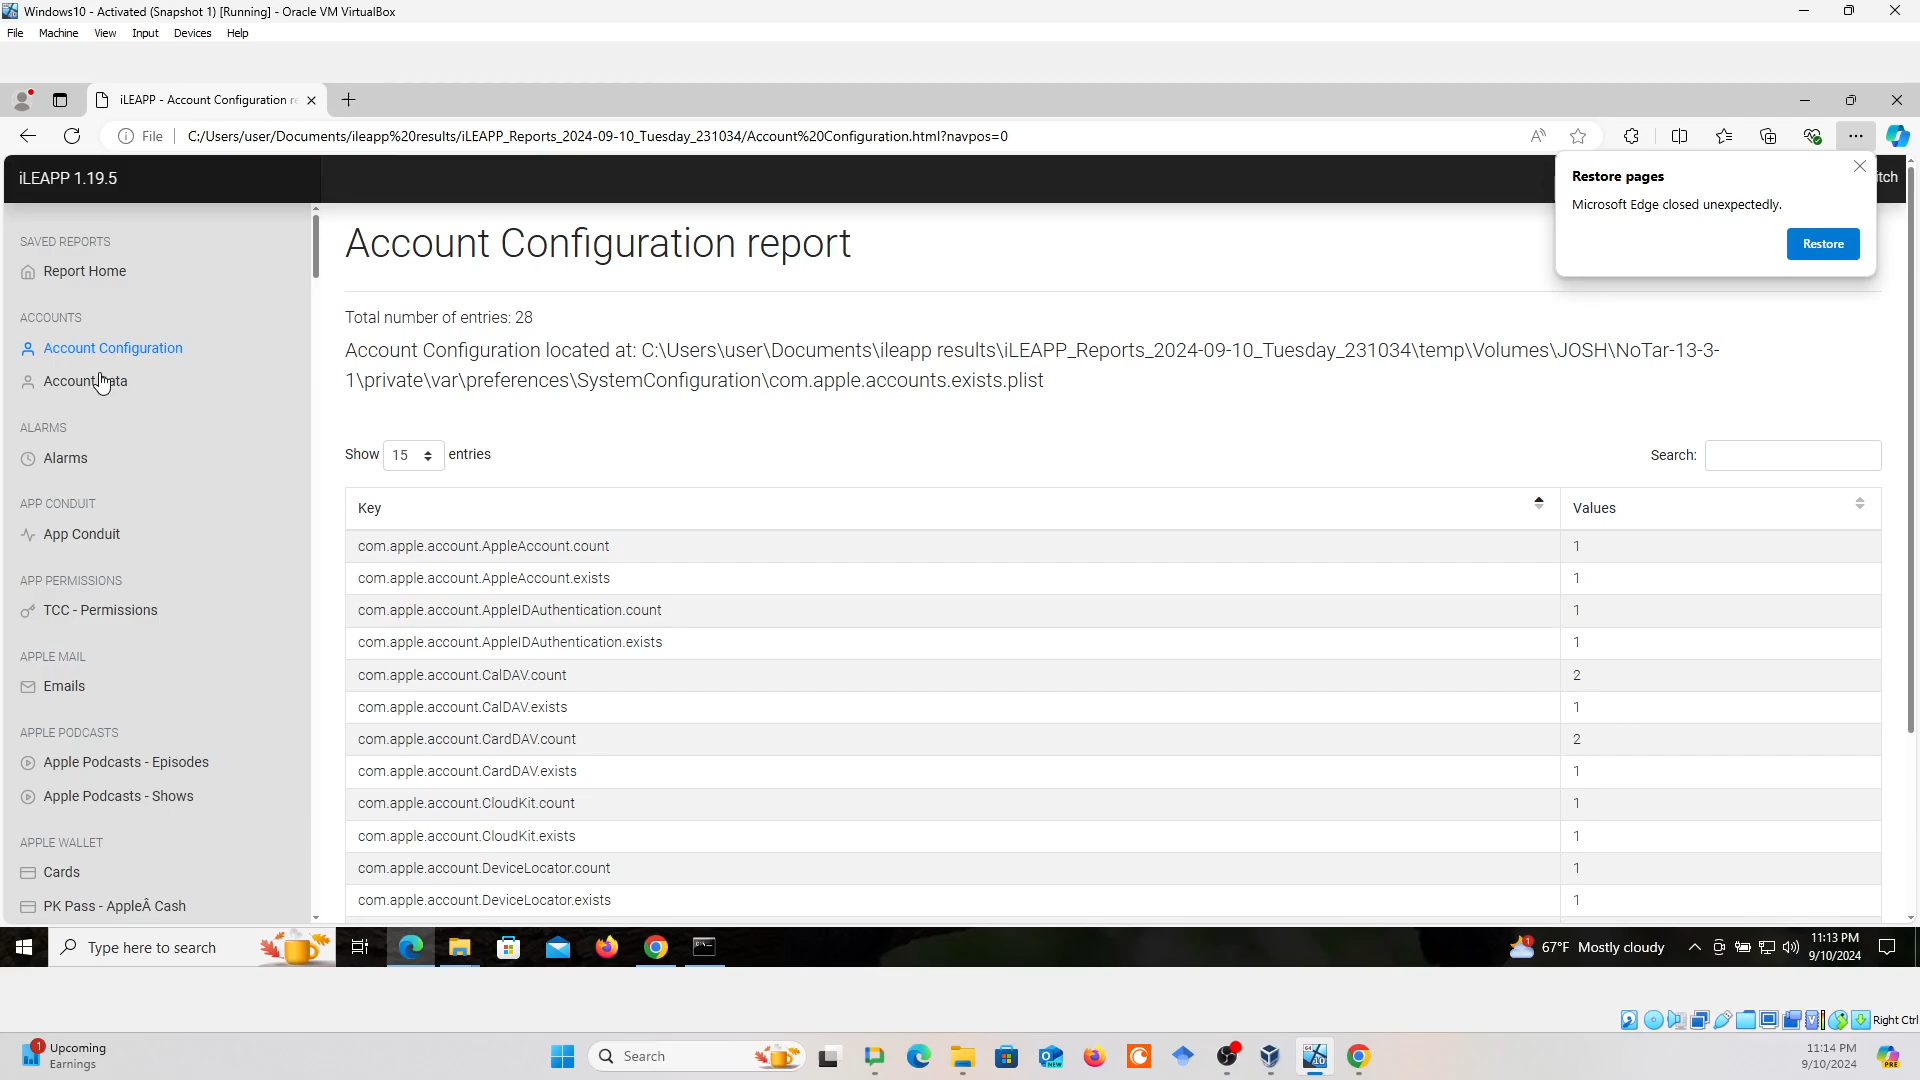 Windows10 - Activated (Snapshot 1) [Running] - Oracle VM VirtualBox
File Machine View Input Devices Help
iLEAPP - Account Configuration re
File C:/Users/user/Documents/ileapp%20results/iLEAPP_Reports_2024-09-10_Tuesday_231034/Account%20Configuration.html?navpos=0
iLEAPP 1.19.5
itch
Restore pages
Microsoft Edge closed unexpectedly.
Restore
SAVED REPORTS
Report Home
ACCOUNTS
Account Configuration
Account ata
ALARMS
Alarms
APP CONDUIT
App Conduit
APP PERMISSIONS
TCC - Permissions
APPLE MAIL
Emails
APPLE PODCASTS
Apple Podcasts - Episodes
Apple Podcasts - Shows
APPLE WALLET
Cards
PK Pass - AppleÂ Cash
Account Configuration report
Total number of entries: 28
Account Configuration located at: C:\Users\user\Documents\ileapp results\iLEAPP_Reports_2024-09-10_Tuesday_231034\temp\Volumes\JOSH\NoTar-13-3-
1\private\var\preferences\SystemConfiguration\com.apple.accounts.exists.plist
Show 15 entries
Search:
Key Values
com.apple.account.AppleAccount.count 1
com.apple.account.AppleAccount.exists 1
com.apple.account.AppleIDAuthentication.count 1
com.apple.account.AppleIDAuthentication.exists 1
com.apple.account.CalDAV.count 2
com.apple.account.CalDAV.exists 1
com.apple.account.CardDAV.count 2
com.apple.account.CardDAV.exists 1
com.apple.account.CloudKit.count 1
com.apple.account.CloudKit.exists 1
com.apple.account.DeviceLocator.count 1
com.apple.account.DeviceLocator.exists 1
Type here to search
1
67°F Mostly cloudy
11:13 PM
9/10/2024
Right Ctrl
1
Upcoming
Earnings
Search
NEW
64
10
11:14 PM
9/10/2024
PRE